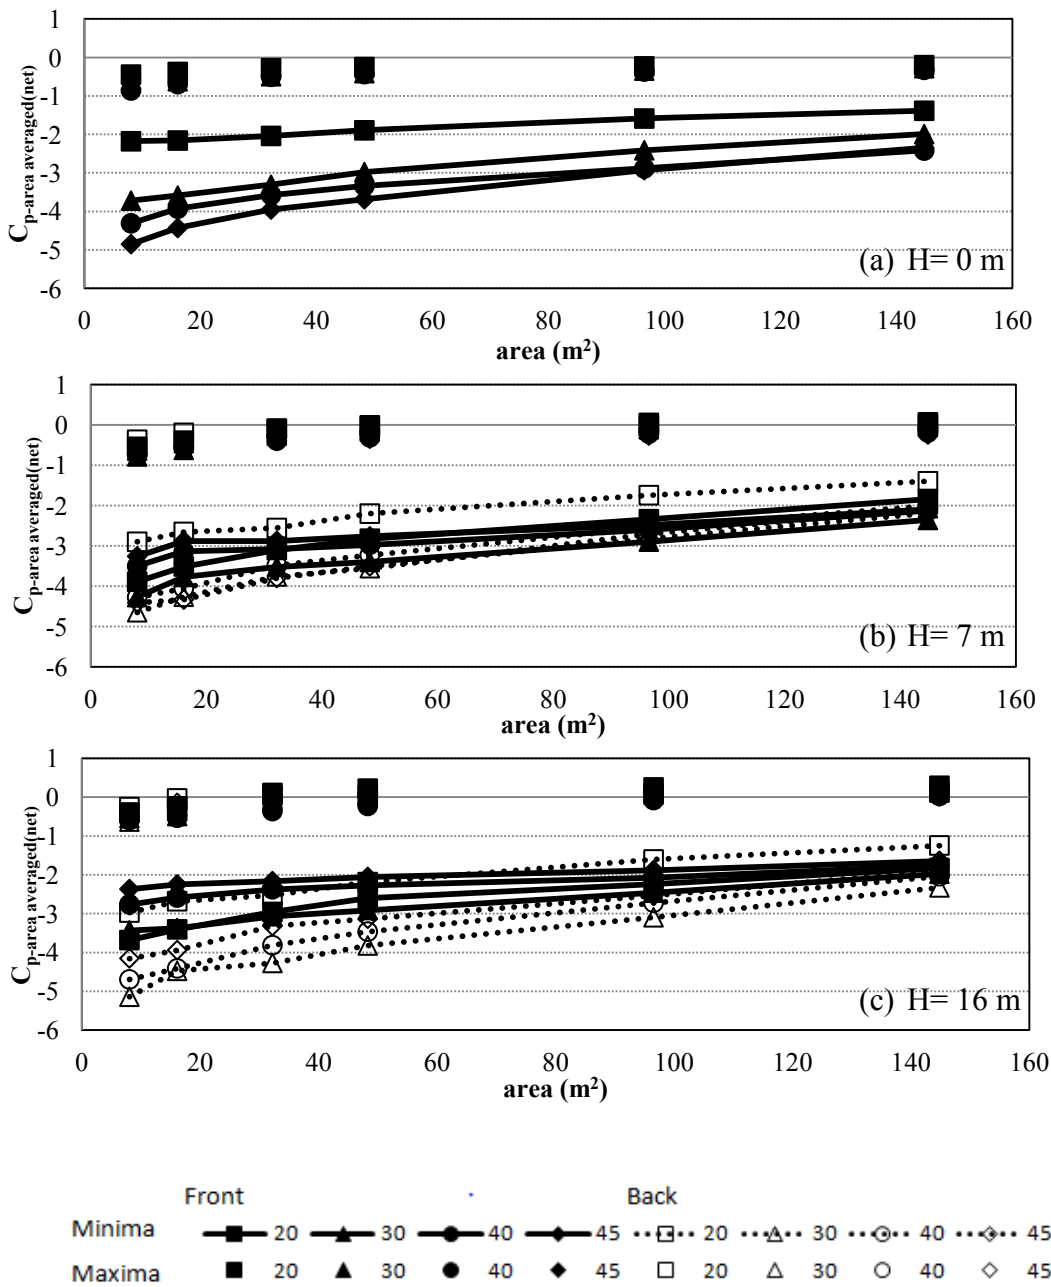 1
0
-1
-2
-3
-4
-5
-6
C p-area averaged(net)
(a) H= 0 m
0 20 40 60 80 100 120 140 160
area (m²)
1
0
-1
-2
-3
-4
-5
-6
C p-area averaged(net)
(b) H= 7 m
0 20 40 60 80 100 120 140 160
area (m²)
1
0
-1
-2
-3
-4
-5
-6
C p-area averaged(net)
(c) H= 16 m
0 20 40 60 80 100 120 140 160
area (m²)
Front Back
Minima 20 30 40 45 20 30 40 45
Maxima 20 30 40 45 20 30 40 45